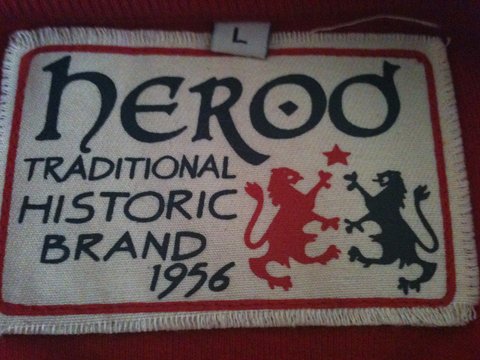 L
HEROD
TRADITIONAL
HISTORIC
BRAND
1956